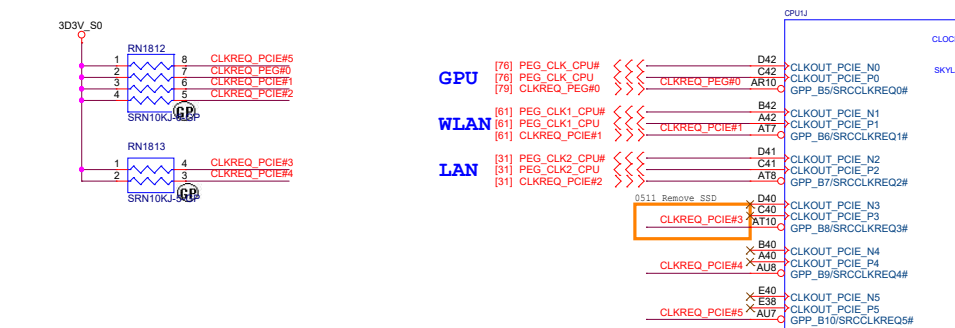 3D3V_S0
RN1812
1 8 CLKREQ_PCIE#5
2 7 CLKREQ_PEG#0
3 6 CLKREQ_PCIE#1
4 5 CLKREQ_PCIE#2
GP
RN1813
1 4 CLKREQ_PCIE#3
2 3 CLKREQ_PCIE#4
GP
CPU1J
CLOC
SKYL
GPU
[76] PEG_CLK_CPU# D42 CLKOUT_PCIE_N0
[76] PEG_CLK_CPU C42 CLKOUT_PCIE_P0
[79] CLKREQ_PEG#0 CLKREQ_PEG#0 AR10 GPP_B5/SRCCLKREQ0#
WLAN
[61] PEG_CLK1_CPU# B42 CLKOUT_PCIE_N1
[61] PEG_CLK1_CPU A42 CLKOUT_PCIE_P1
[61] CLKREQ_PCIE#1 CLKREQ_PCIE#1 AT7 GPP_B6/SRCCLKREQ1#
LAN
[31] PEG_CLK2_CPU# D41 CLKOUT_PCIE_N2
[31] PEG_CLK2_CPU C41 CLKOUT_PCIE_P2
[31] CLKREQ_PCIE#2 AT8 GPP_B7/SRCCLKREQ2#
0511 Remove SSD
D40 CLKOUT_PCIE_N3
C40 CLKOUT_PCIE_P3
CLKREQ_PCIE#3 AT10 GPP_B8/SRCCLKREQ3#
B40 CLKOUT_PCIE_N4
A40 CLKOUT_PCIE_P4
CLKREQ_PCIE#4 AU8 GPP_B9/SRCCLKREQ4#
E40 CLKOUT_PCIE_N5
E38 CLKOUT_PCIE_P5
CLKREQ_PCIE#5 AU7 GPP_B10/SRCCLKREQ5#